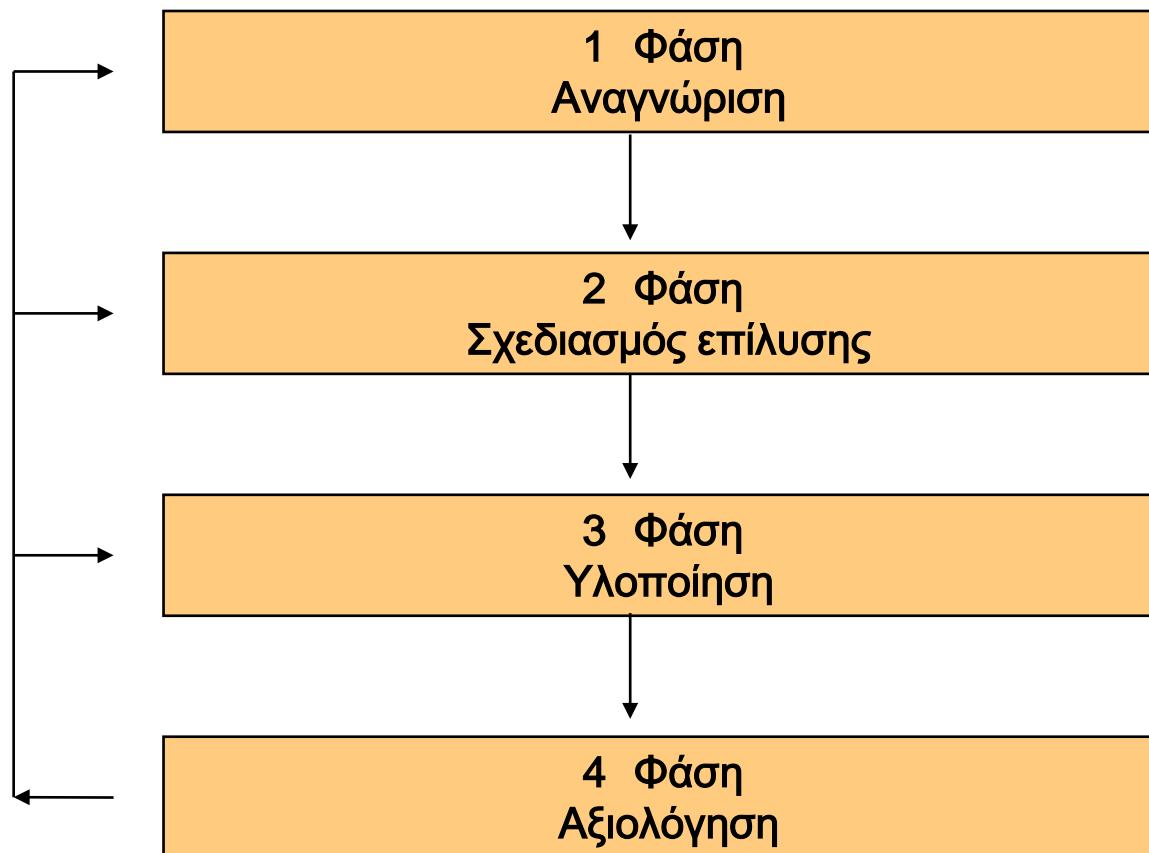 1 Φάση
Αναγνώριση
2 Φάση
Σχεδιασμός επίλυσης
3 Φάση
Υλοποίηση
4 Φάση
Αξιολόγηση